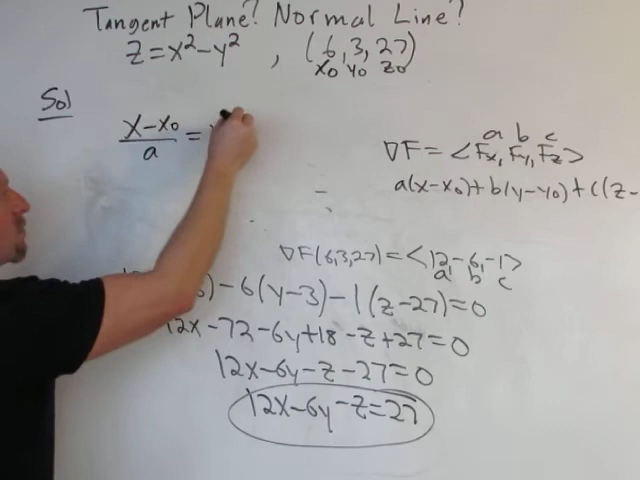 Tangent Plane? Normal Line?
z=x²-y² , (6,3,27)
x₀ y₀ z₀
Sol
x-x₀/a =
a b c
∇F = <Fx, Fy, Fz>
a(x-x₀)+b(y-y₀)+c(z-
∇F(6,3,27)=<12,-6,-1>
a b c
)-6(y-3)-1(z-27)=0
12x-72-6y+18-z+27=0
12x-6y-z-27=0
12x-6y-z=27